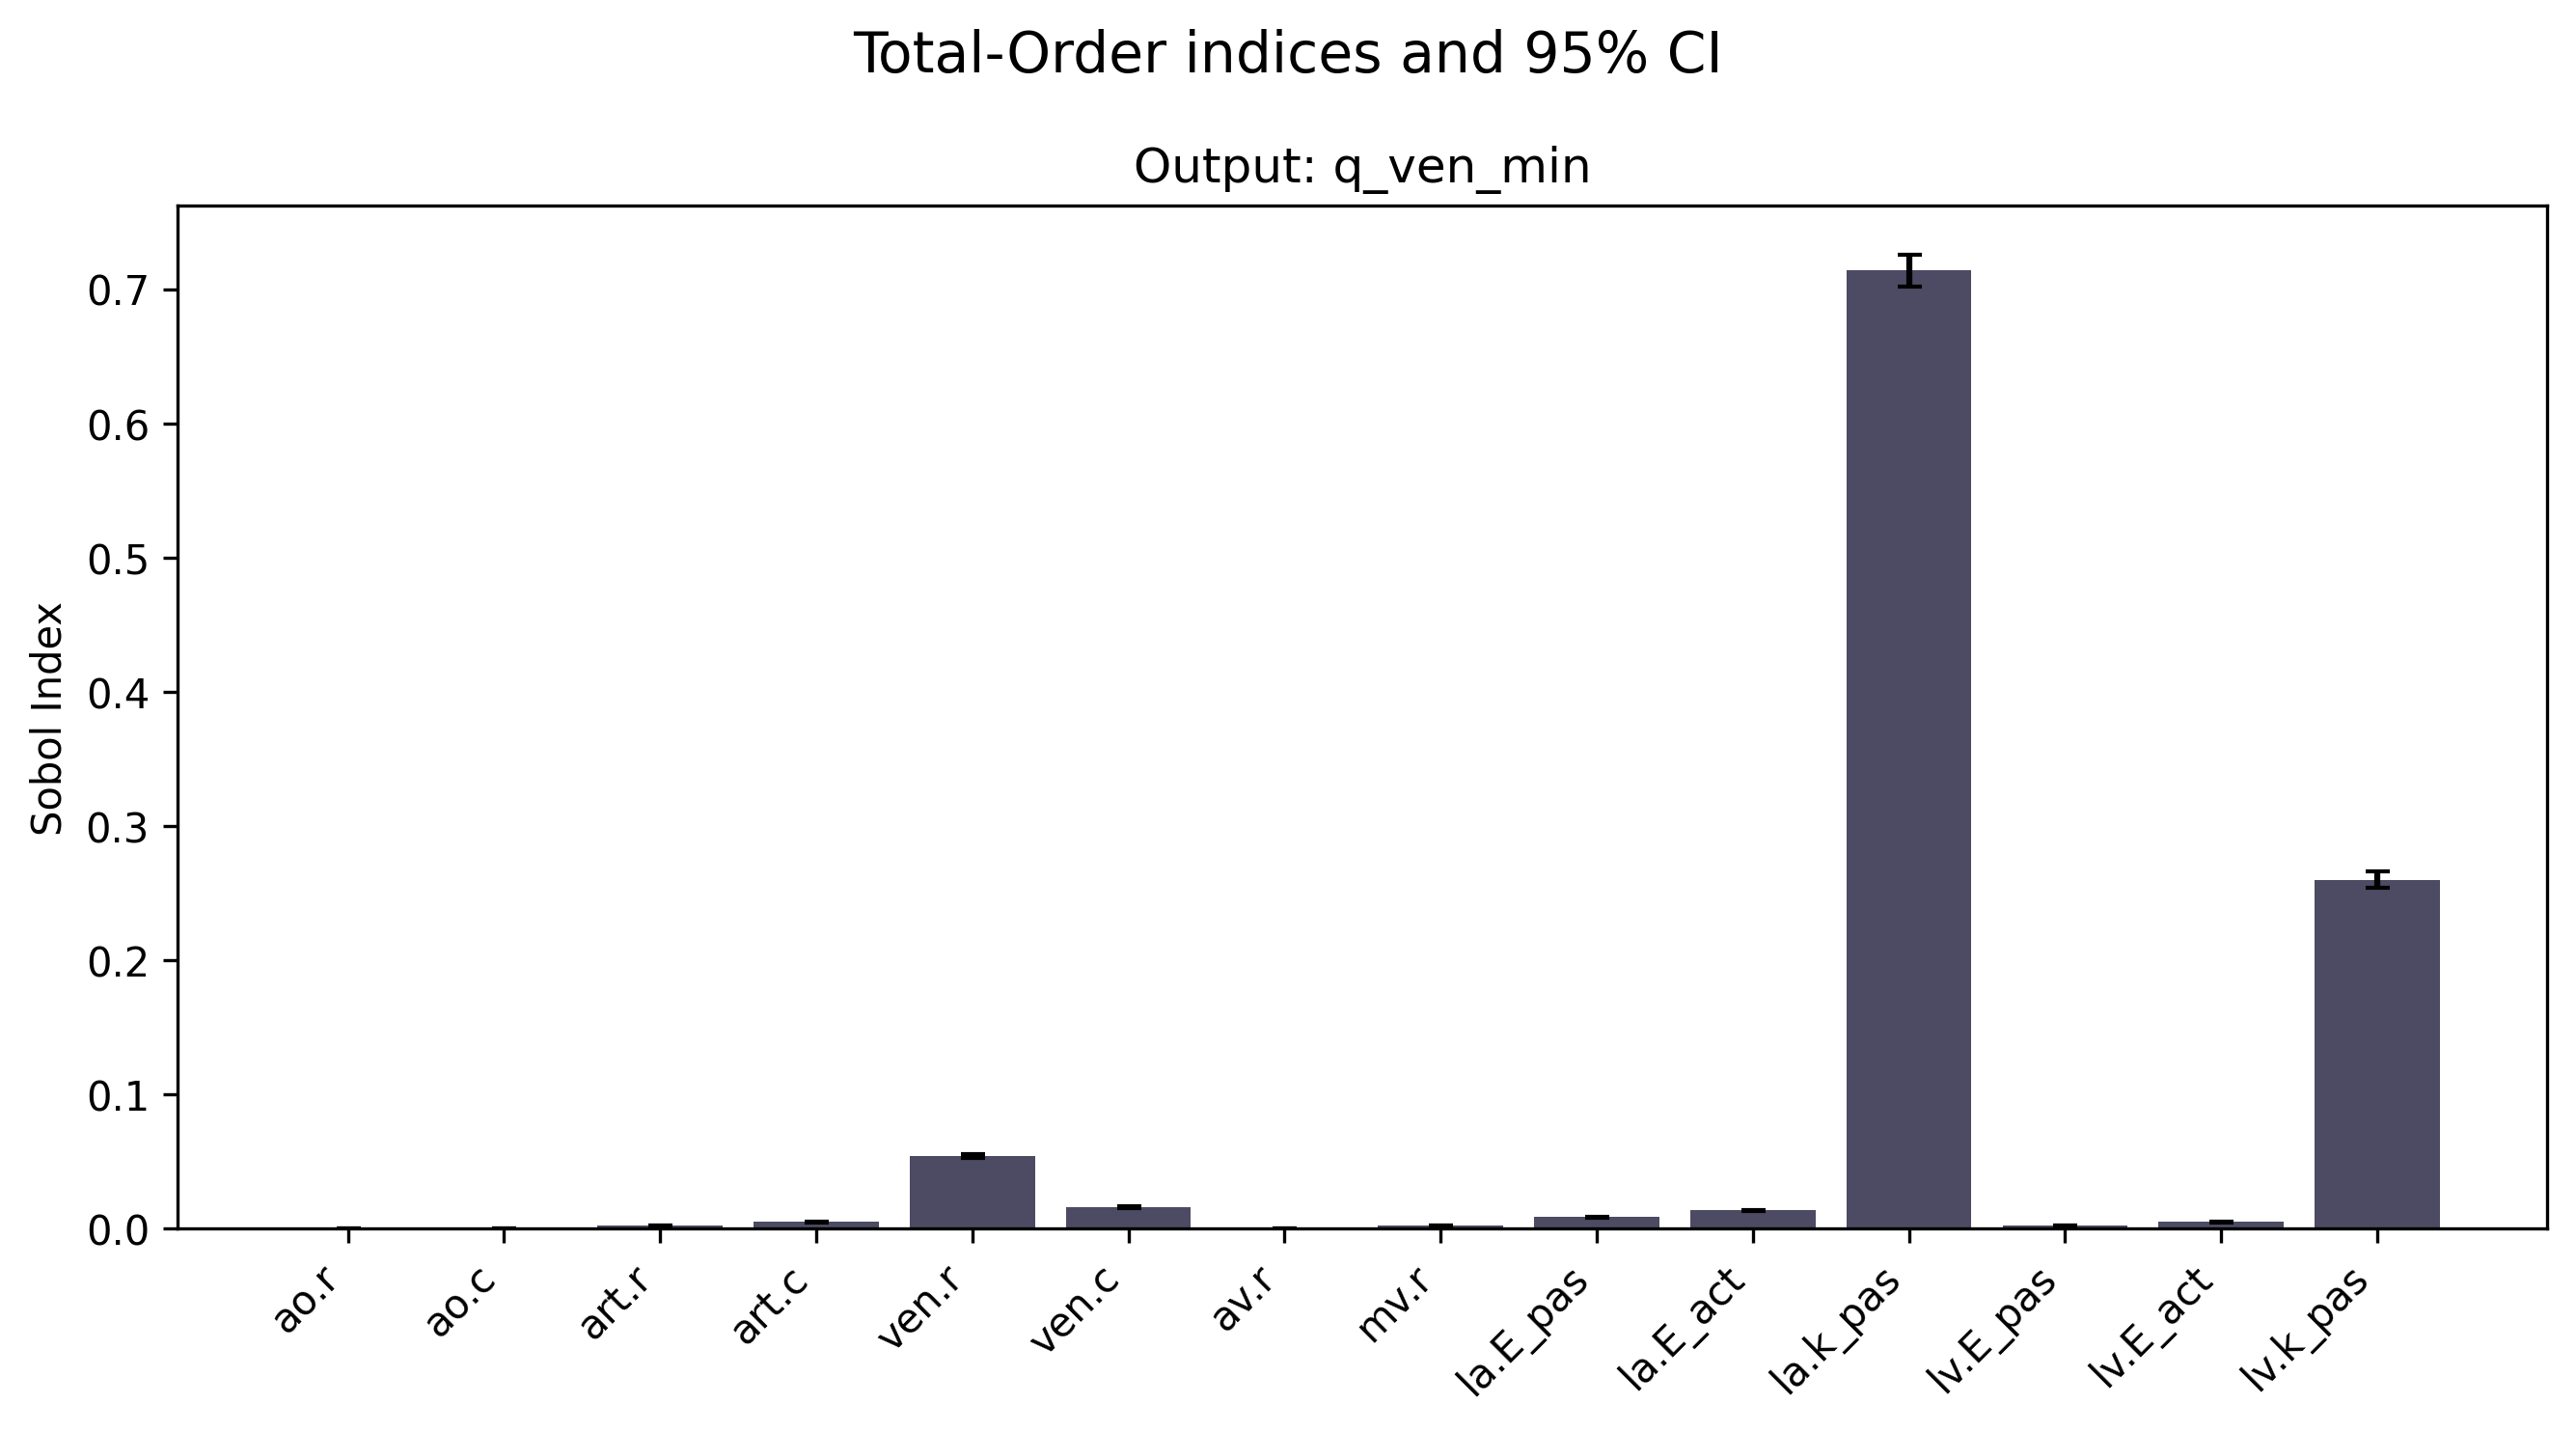 Total-Order indices and 95% CI
Output: q_ven_min
Sobol Index
0.7
0.6
0.5
0.4
0.3
0.2
0.1
0.0
ao.r
ao.c
art.r
art.c
ven.r
ven.c
av.r
mv.r
la.E_pas
la.E_act
la.k_pas
lv.E_pas
lv.E_act
lv.k_pas